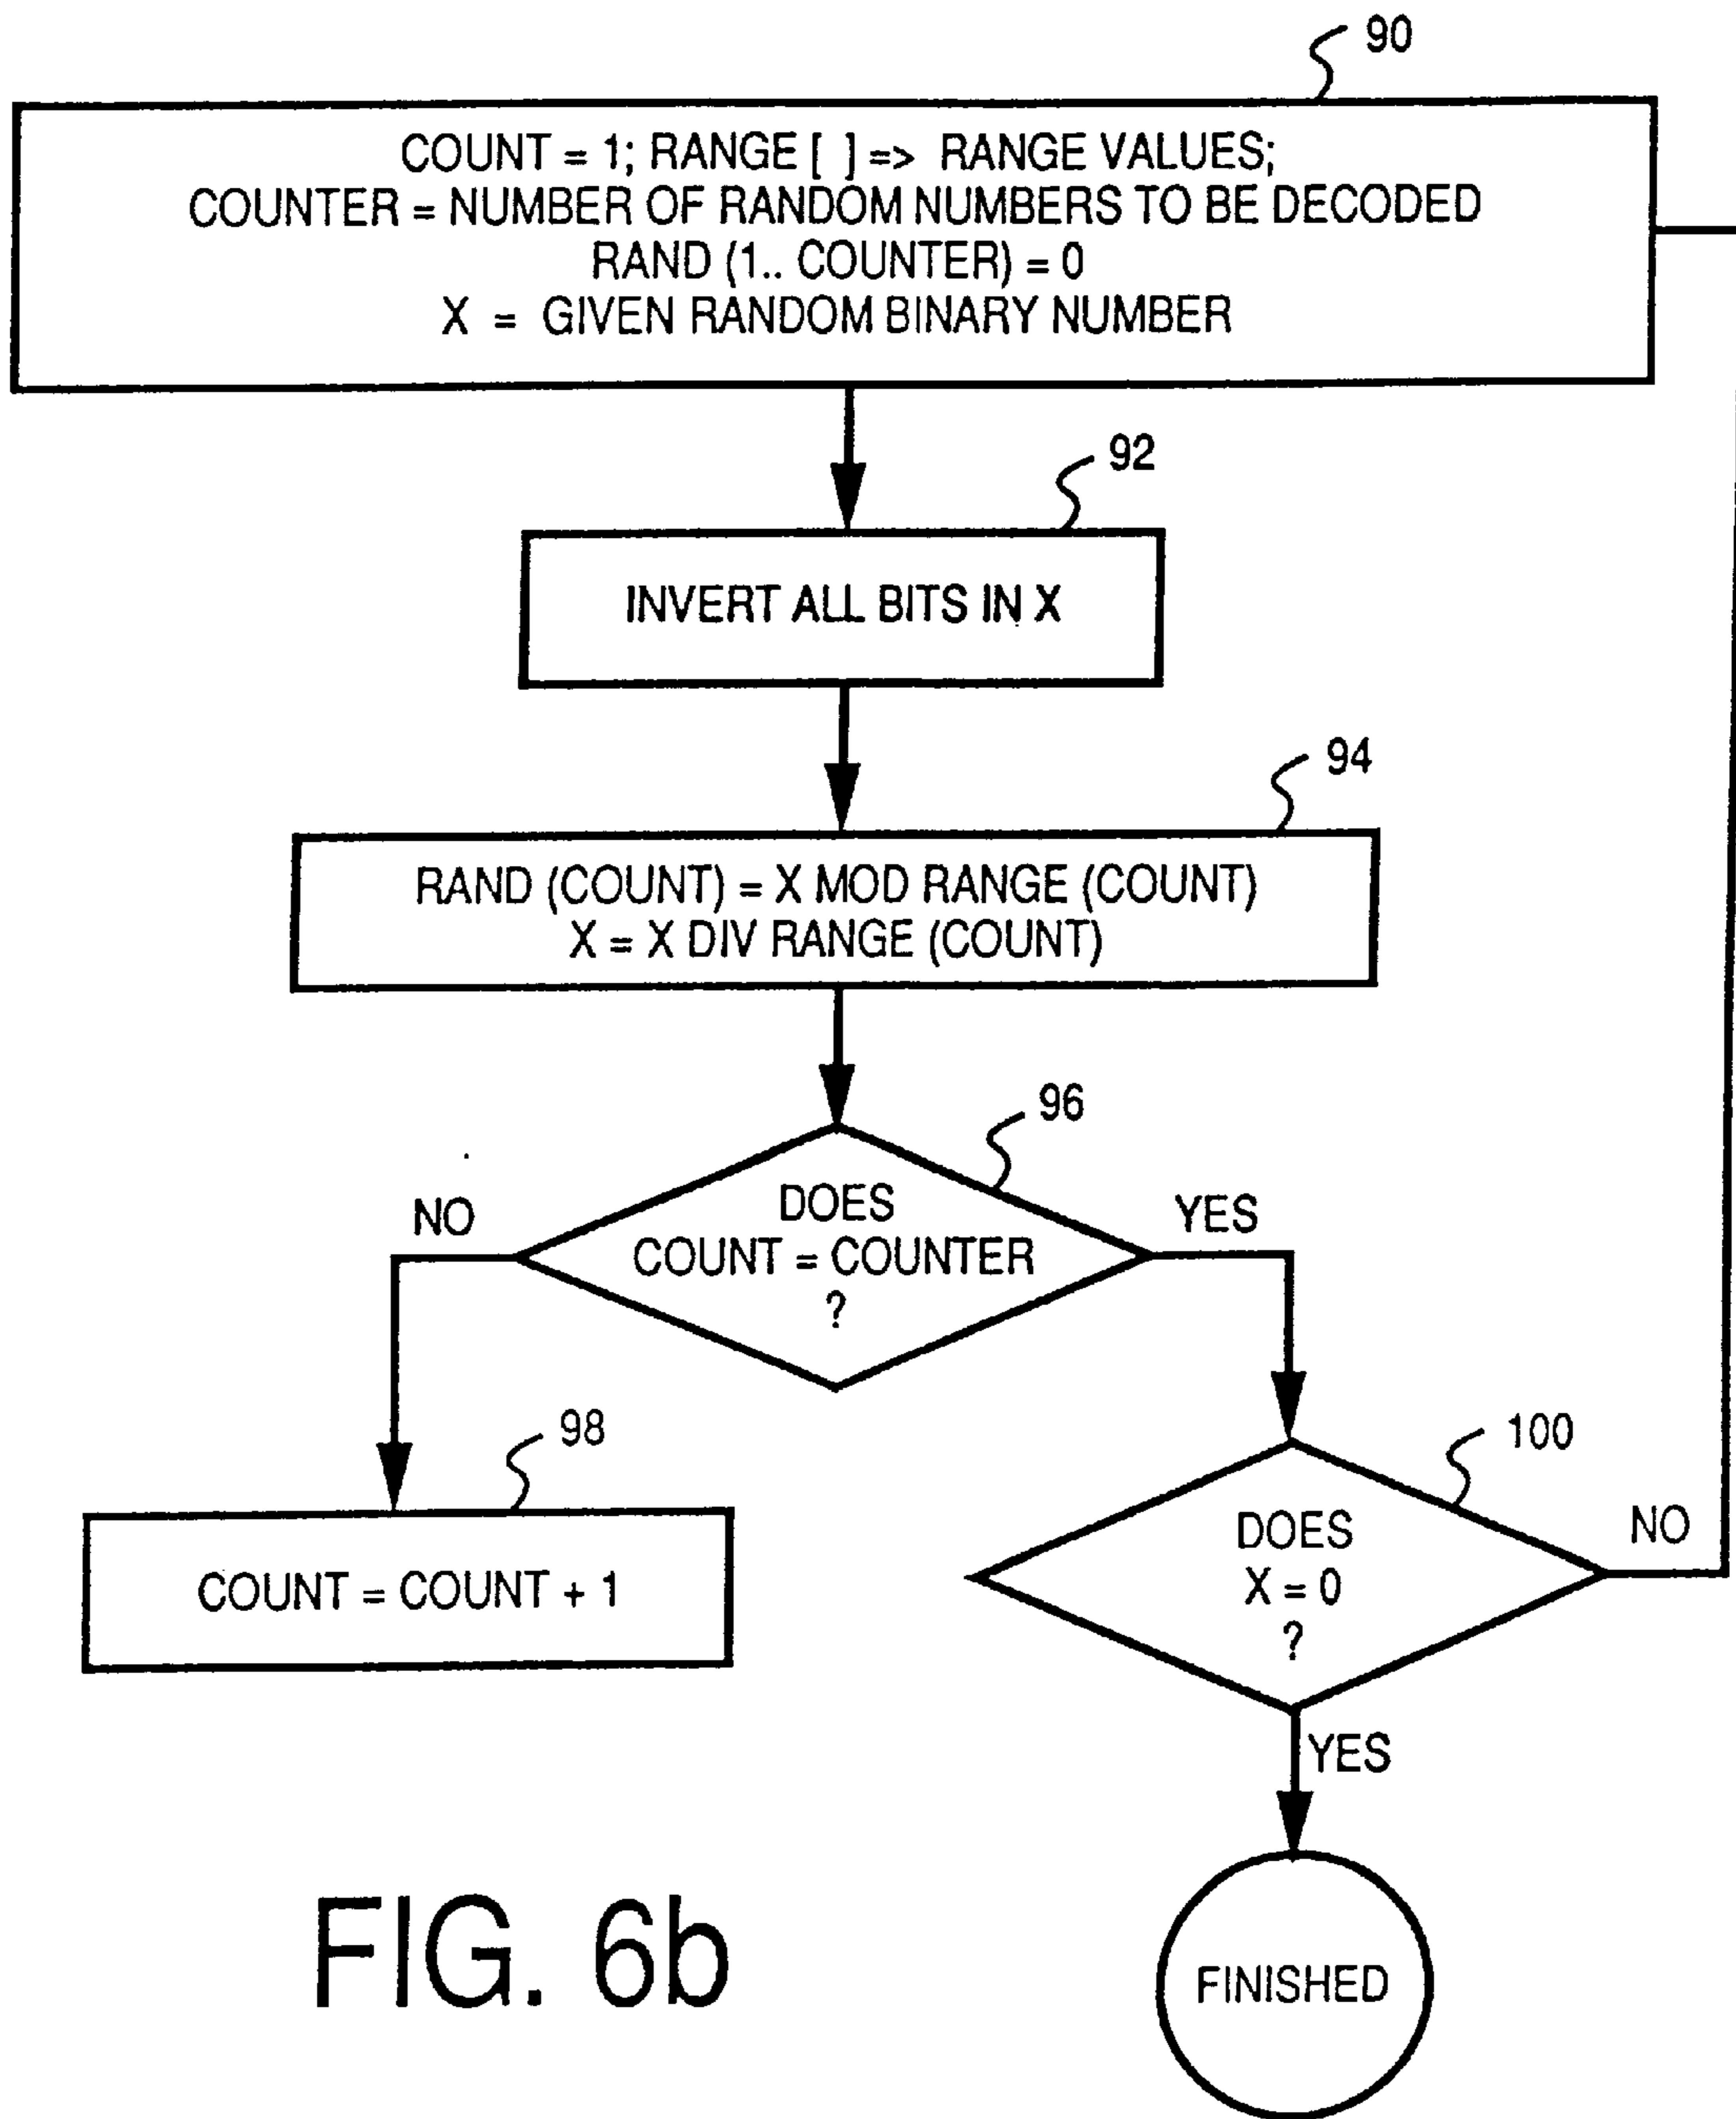 90
COUNT = 1; RANGE [ ] => RANGE VALUES;
COUNTER = NUMBER OF RANDOM NUMBERS TO BE DECODED
RAND (1.. COUNTER) = 0
X = GIVEN RANDOM BINARY NUMBER
92
INVERT ALL BITS IN X
94
RAND (COUNT) = X MOD RANGE (COUNT)
X = X DIV RANGE (COUNT)
96
NO
DOES
COUNT = COUNTER
?
YES
98
COUNT = COUNT + 1
100
DOES
X = 0
?
NO
YES
FINISHED
FIG. 6b